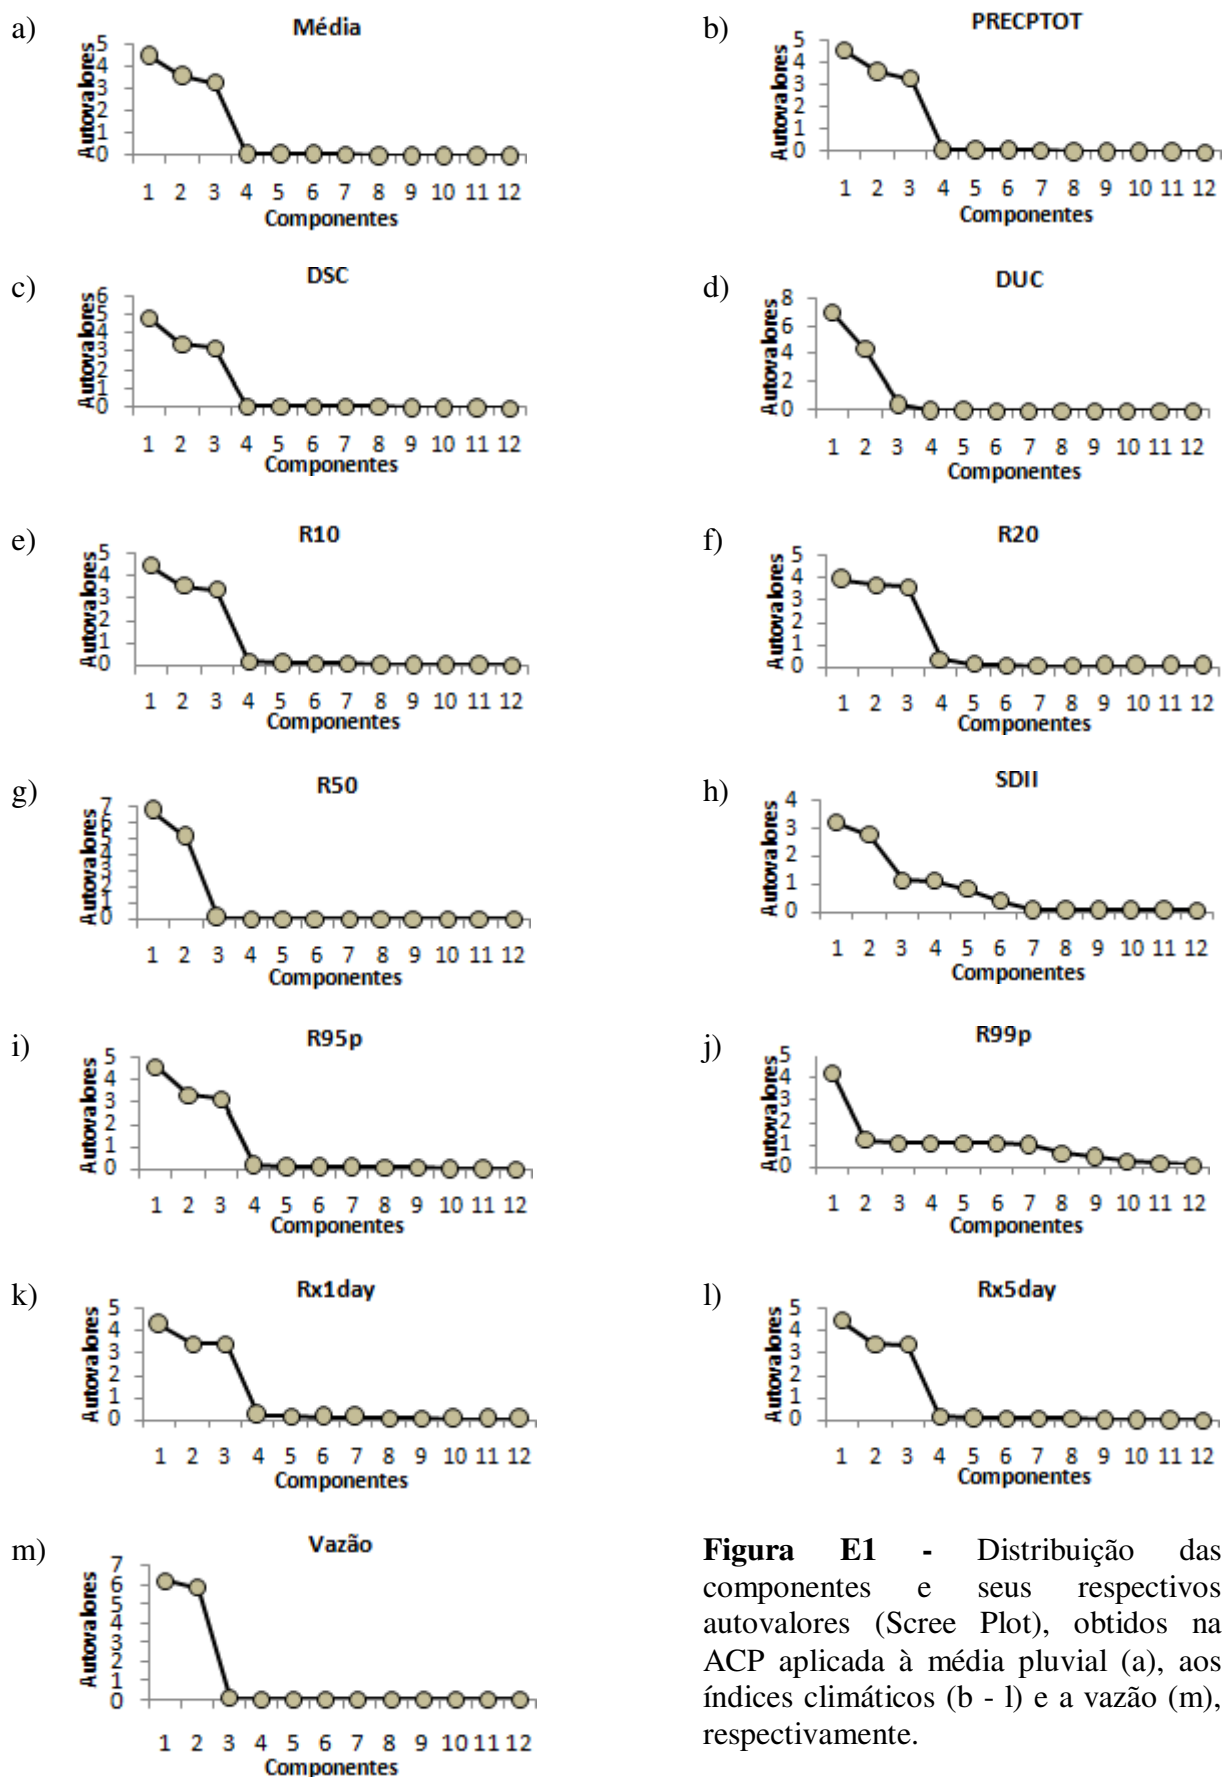 a)
Média
Autovalores
5
4
3
2
1
0
1 2 3 4 5 6 7 8 9 10 11 12
Componentes
b)
PRECPTOT
Autovalores
5
4
3
2
1
0
1 2 3 4 5 6 7 8 9 10 11 12
Componentes
c)
DSC
Autovalores
6
5
4
3
2
1
0
1 2 3 4 5 6 7 8 9 10 11 12
Componentes
d)
DUC
Autovalores
8
6
4
2
0
1 2 3 4 5 6 7 8 9 10 11 12
Componentes
e)
R10
Autovalores
5
4
3
2
1
0
1 2 3 4 5 6 7 8 9 10 11 12
Componentes
f)
R20
Autovalores
5
4
3
2
1
0
1 2 3 4 5 6 7 8 9 10 11 12
Componentes
g)
R50
Autovalores
7
6
5
4
3
2
1
0
1 2 3 4 5 6 7 8 9 10 11 12
Componentes
h)
SDII
Autovalores
4
3
2
1
0
1 2 3 4 5 6 7 8 9 10 11 12
Componentes
i)
R95p
Autovalores
5
4
3
2
1
0
1 2 3 4 5 6 7 8 9 10 11 12
Componentes
j)
R99p
Autovalores
5
4
3
2
1
0
1 2 3 4 5 6 7 8 9 10 11 12
Componentes
k)
Rx1day
Autovalores
5
4
3
2
1
0
1 2 3 4 5 6 7 8 9 10 11 12
Componentes
l)
Rx5day
Autovalores
5
4
3
2
1
0
1 2 3 4 5 6 7 8 9 10 11 12
Componentes
m)
Vazão
Autovalores
7
6
5
4
3
2
1
0
1 2 3 4 5 6 7 8 9 10 11 12
Componentes
Figura E1 - Distribuição das
componentes e seus respectivos
autovalores (Scree Plot), obtidos na
ACP aplicada à média pluvial (a), aos
índices climáticos (b - l) e a vazão (m),
respectivamente.